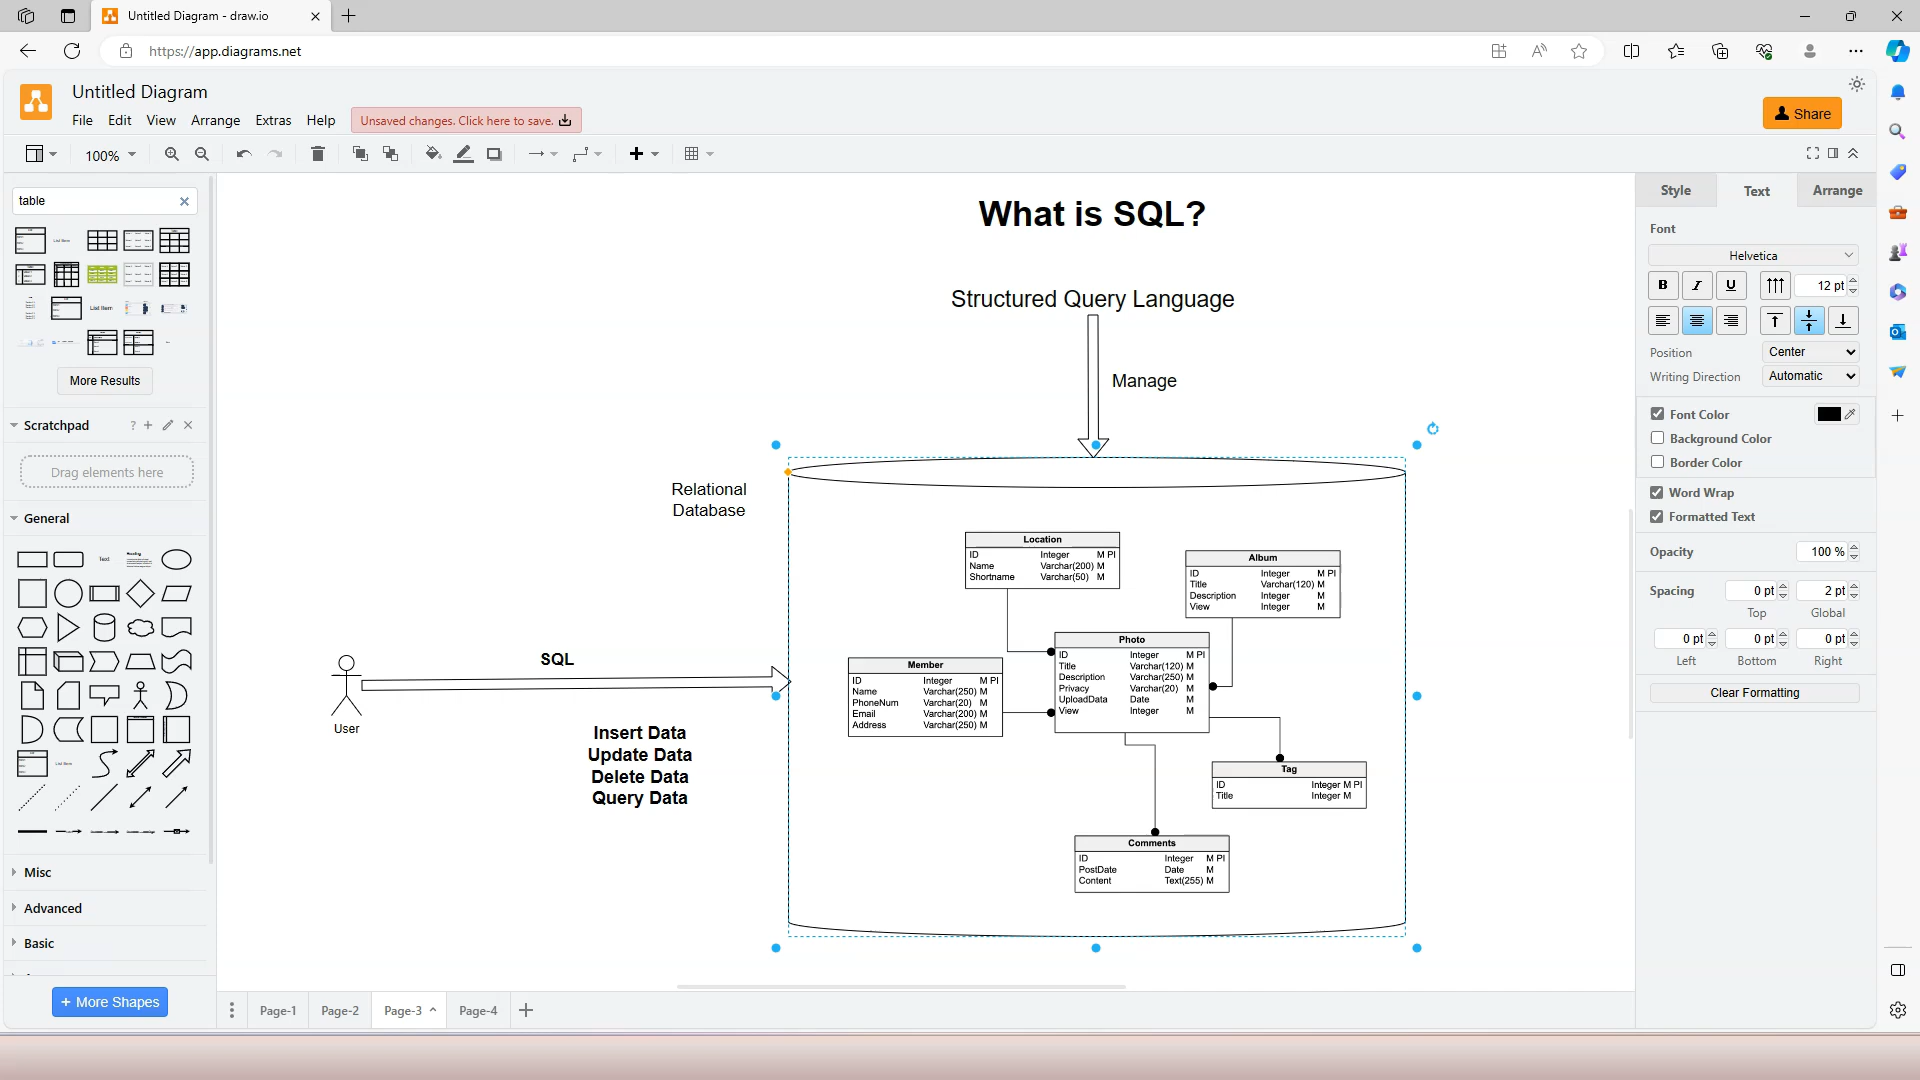 Untitled Diagram - draw.io
https://app.diagrams.net
Untitled Diagram
File Edit View Arrange Extras Help
Unsaved changes. Click here to save.
Share
100%
table
More Results
Scratchpad
Drag elements here
General
Text
Heading
List Item
Misc
Advanced
Basic
+ More Shapes
What is SQL?
Structured Query Language
Manage
Relational
Database
SQL
User
Insert Data
Update Data
Delete Data
Query Data
Location
ID Integer M PI
Name Varchar(200) M
Shortname Varchar(50) M
Album
ID Integer M PI
Title Varchar(120) M
Description Integer M
View Integer M
Photo
ID Integer M PI
Title Varchar(120) M
Description Varchar(250) M
Privacy Varchar(20) M
UploadData Date M
View Integer M
Member
ID Integer M PI
Name Varchar(250) M
PhoneNum Varchar(20) M
Email Varchar(200) M
Address Varchar(250) M
Tag
ID Integer M PI
Title Integer M
Comments
ID Integer M PI
PostDate Date M
Content Text(255) M
Page-1 Page-2 Page-3 Page-4
Style Text Arrange
Font
Helvetica
B I U 12 pt
Position Center
Writing Direction Automatic
Font Color
Background Color
Border Color
Word Wrap
Formatted Text
Opacity 100 %
Spacing 0 pt 2 pt
Top Global
0 pt 0 pt 0 pt
Left Bottom Right
Clear Formatting